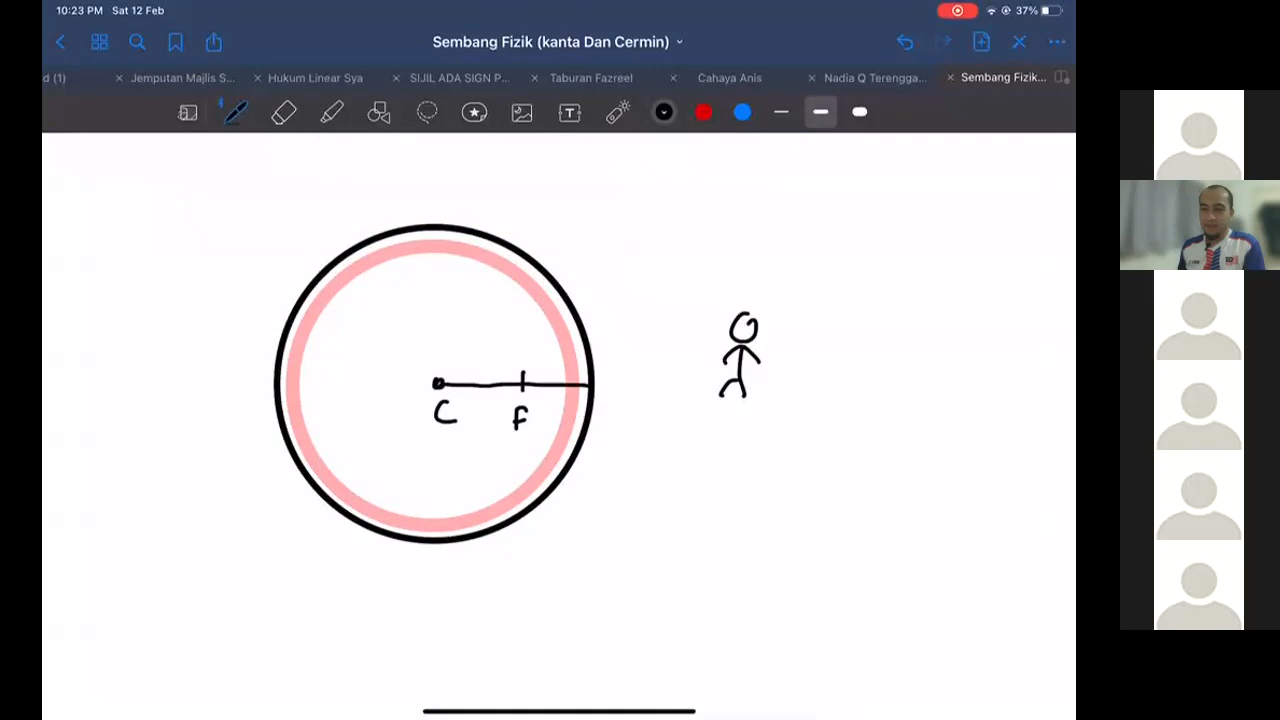 10:23 PM Sat 12 Feb
37%
Sembang Fizik (kanta Dan Cermin)
d (1)
Jemputan Majlis S...
Hukum Linear Sya
SIJIL ADA SIGN P...
Taburan Fazreel
Cahaya Anis
Nadia Q Terengga...
Sembang Fizik...
T
C F